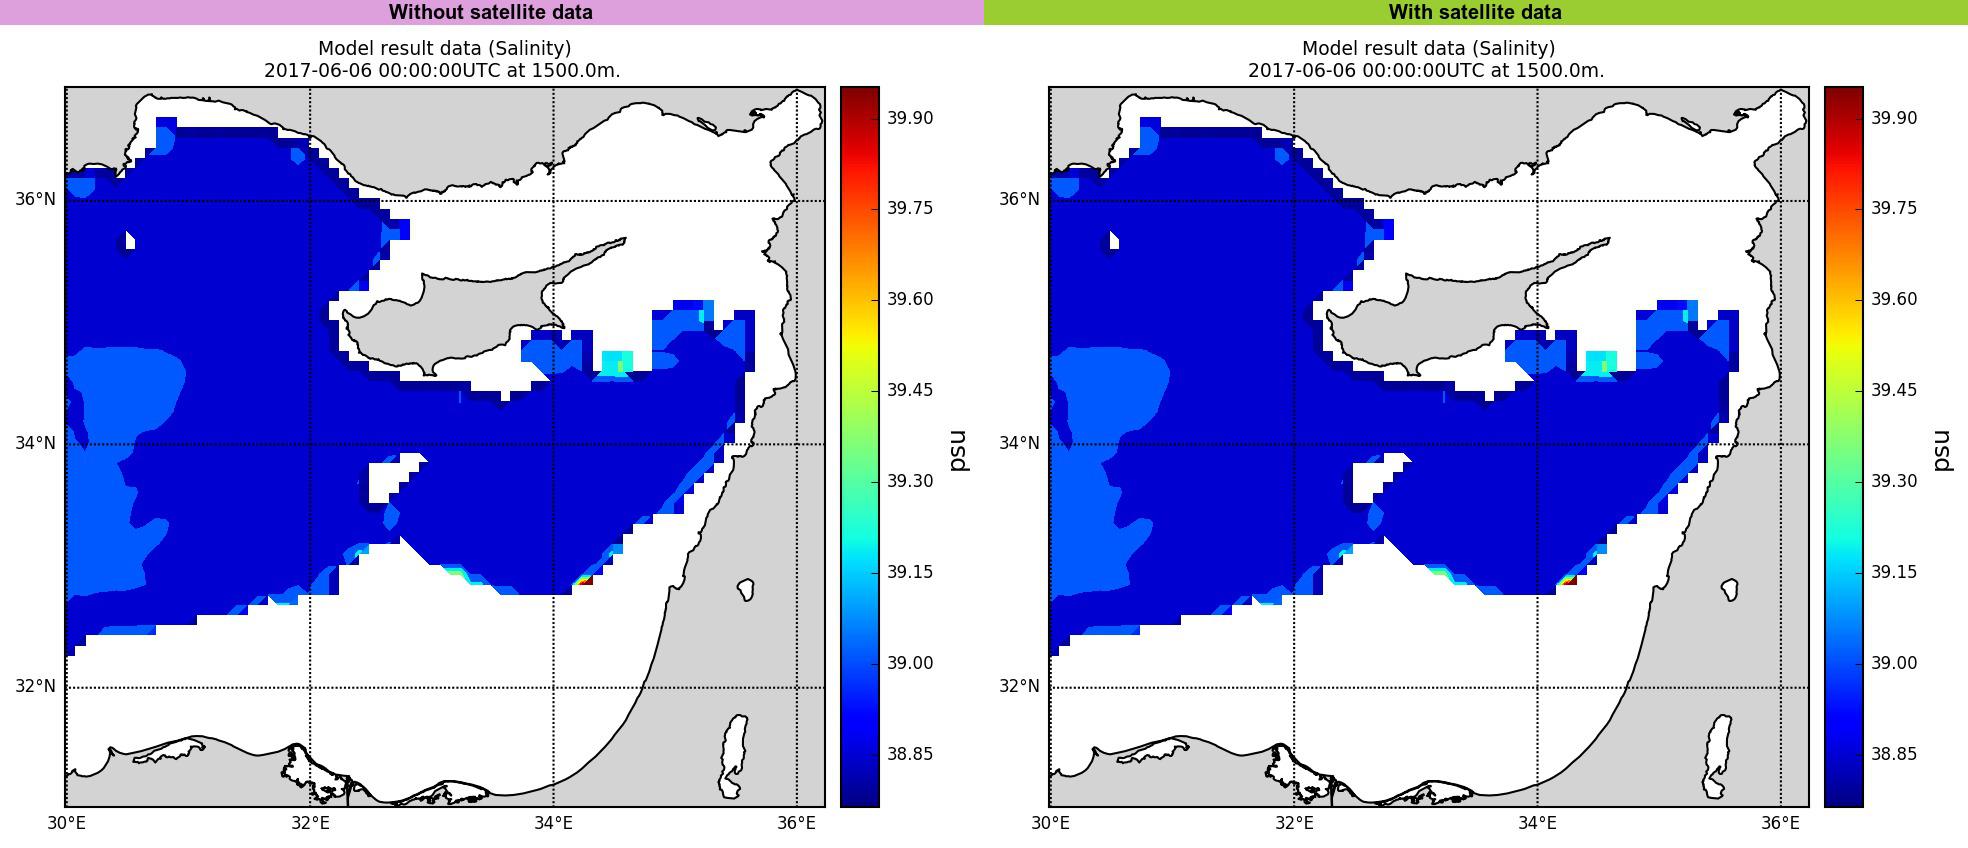 Without satellite data
With satellite data
Model result data (Salinity)
2017-06-06 00:00:00UTC at 1500.0m.
36°N
34°N
32°N
30°E
32°E
34°E
36°E
39.90
39.75
39.60
39.45
39.30
39.15
39.00
38.85
psu
Model result data (Salinity)
2017-06-06 00:00:00UTC at 1500.0m.
36°N
34°N
32°N
30°E
32°E
34°E
36°E
39.90
39.75
39.60
39.45
39.30
39.15
39.00
38.85
psu